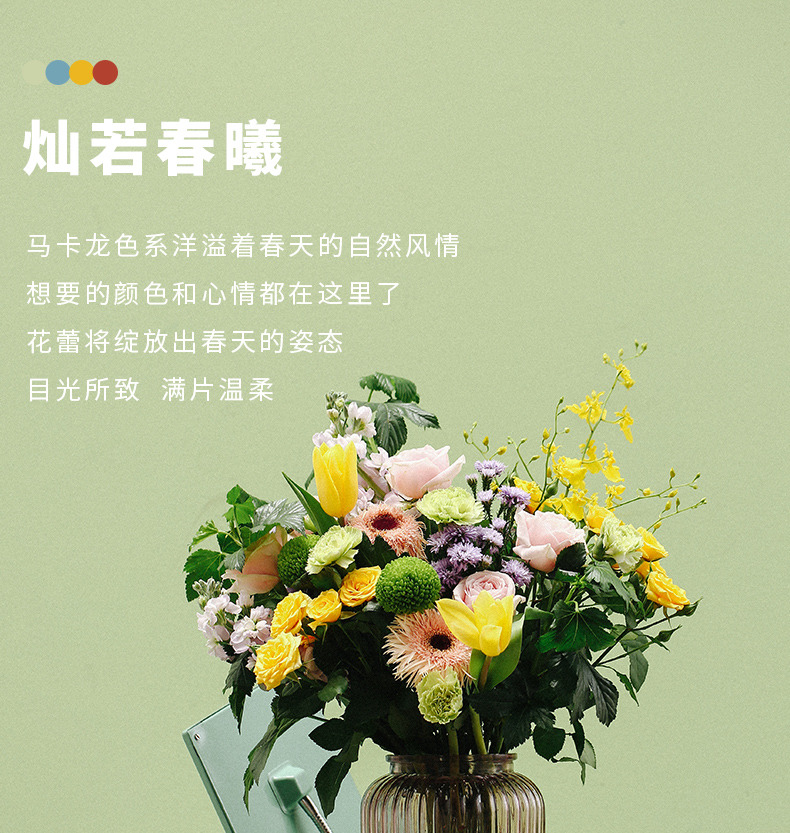 灿若春曦
马卡龙色系洋溢着春天的自然风情
想要的颜色和心情都在这里了
花蕾将绽放出春天的姿态
目光所致 满片温柔